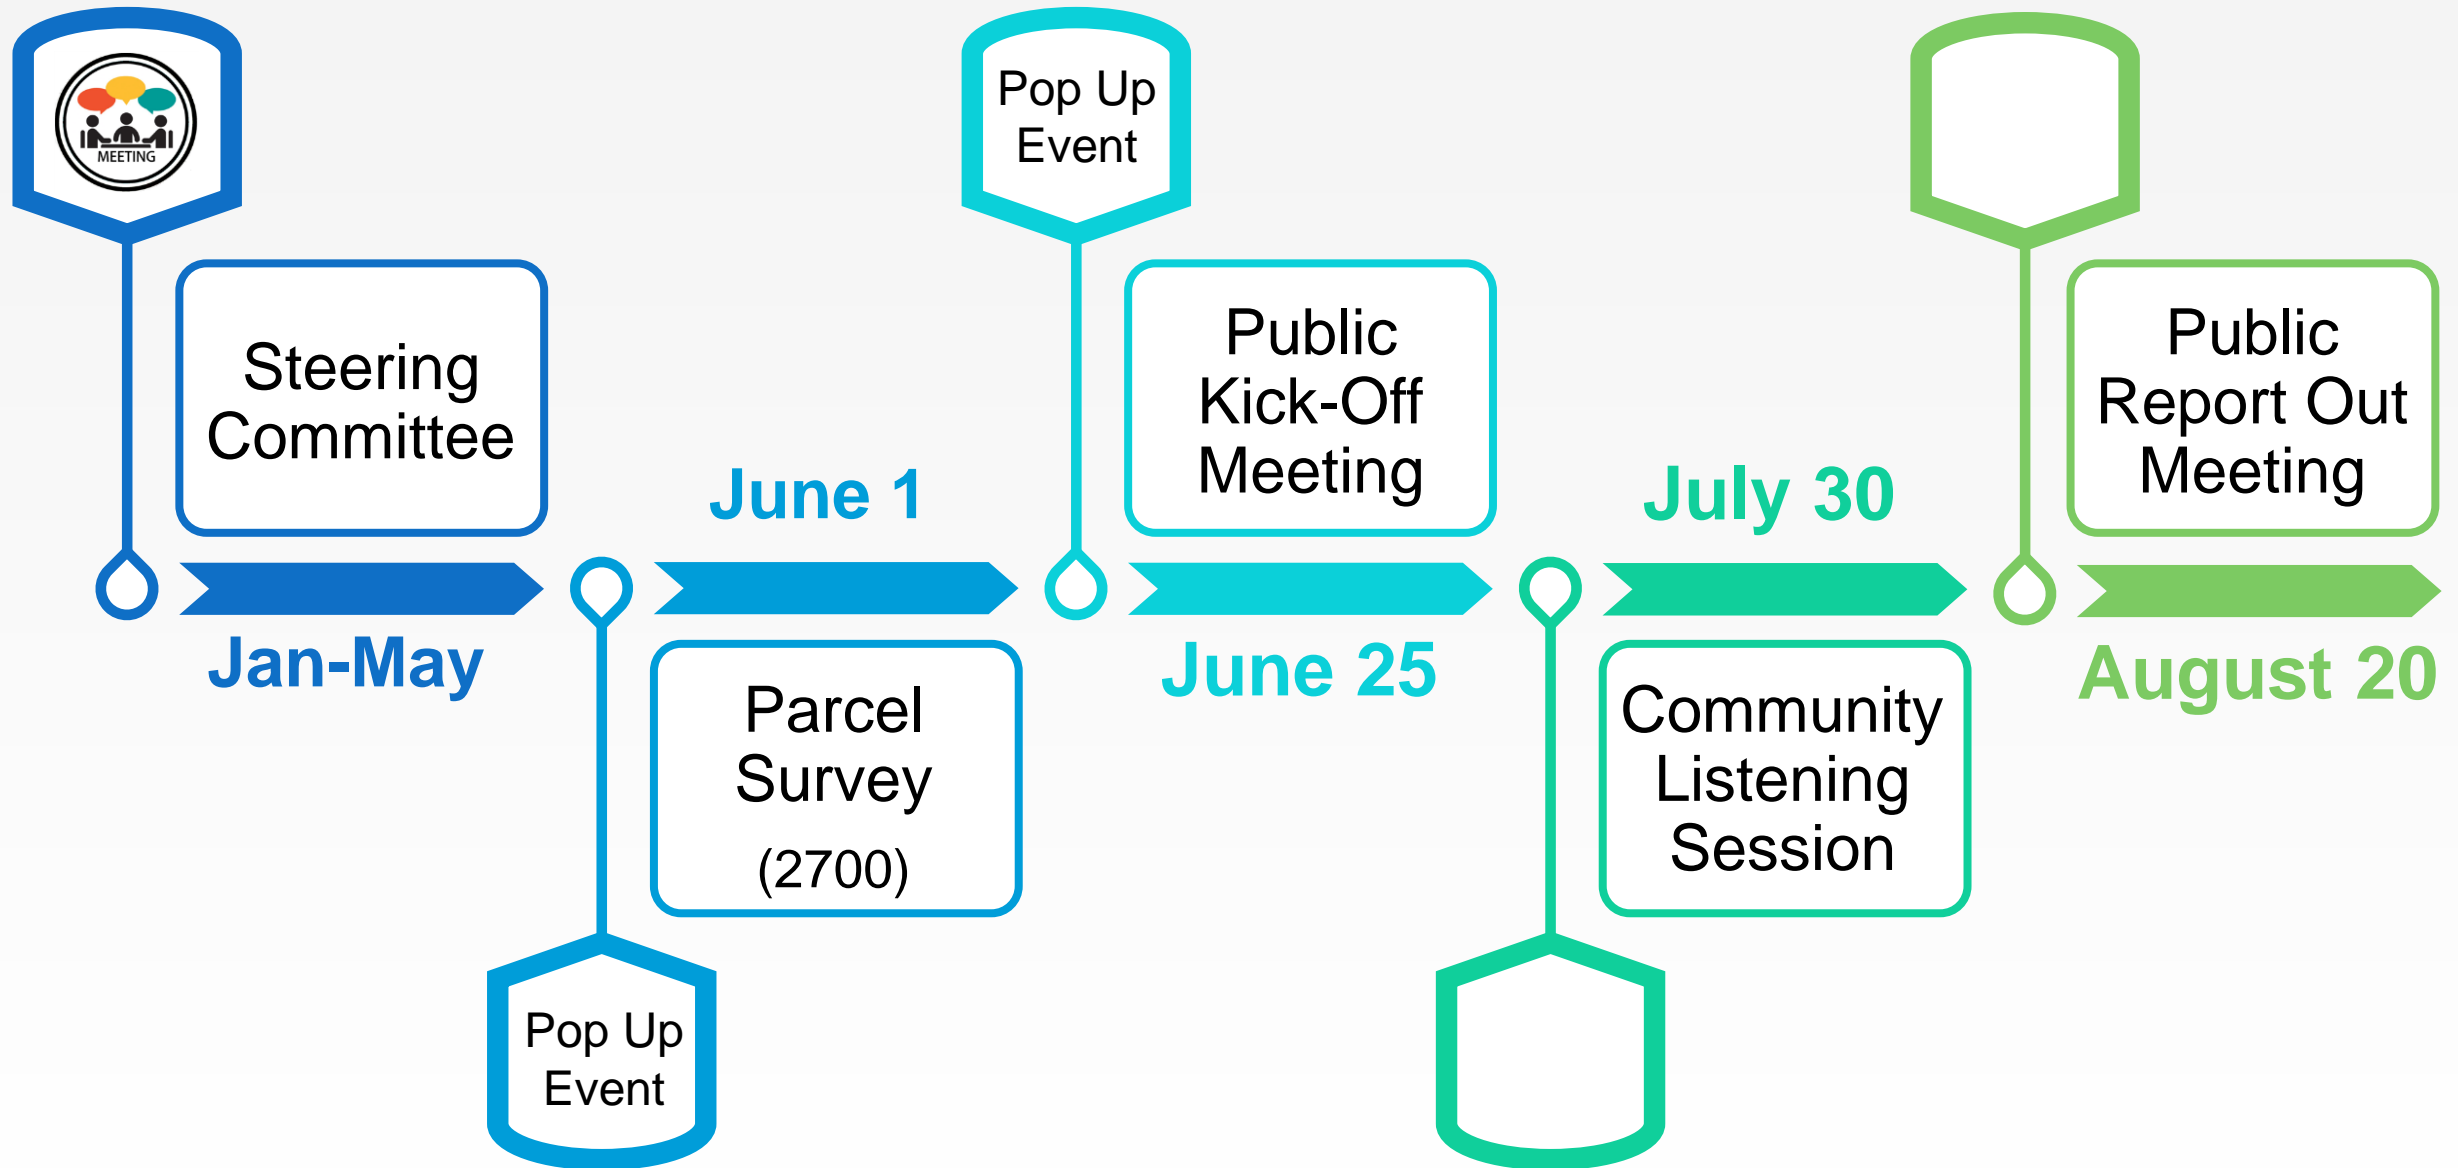 MEETING
Steering
Committee
Jan-May
June 1
Parcel
Survey
(2700)
Pop Up
Event
Pop Up
Event
Public
Kick-Off
Meeting
June 25
July 30
Community
Listening
Session
Public
Report Out
Meeting
August 20